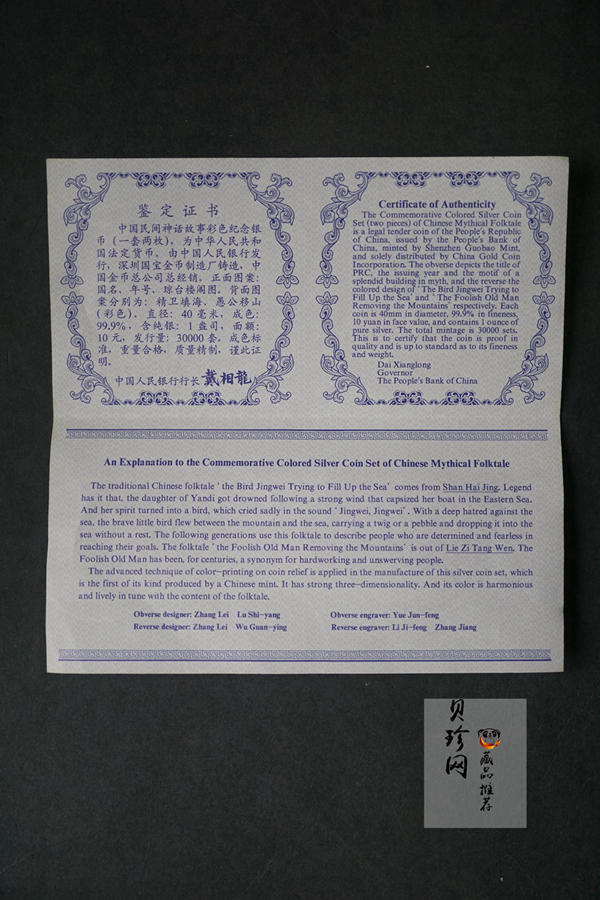 鉴定证书
中国民间神话故事彩色纪念银
币（一套两枚），为中华人民共和
国法定货币。由中国人民银行发
行，深圳国宝金币制造厂铸造，中
国金币总公司总经销。正面图案：
国名、年号、琼台楼阁图。背面图
案分别为：精卫填海、愚公移山
（彩色）。直径：40毫米，成色：
99.9%，含纯银：1盎司，面额：
10元，发行量：30000套。成色标
准，重量合格，质量精制，谨此证
明。
中国人民银行行长 戴相龙
Certificate of Authenticity
The Commemorative Colored Silver Coin
Set (two pieces) of Chinese Mythical Folktale
is a legal tender coin of the People's Republic
of China, issued by the People's Bank of
China, minted by Shenzhen Guobao Mint,
and solely distributed by China Gold Coin
Incorporation. The obverse depicts the title of
PRC, the issuing year and the motif of a
splendid building in myth, and the reverse the
colored design of 'The Bird Jingwei Trying to
Fill Up the Sea' and 'The Foolish Old Man
Removing the Mountains' respectively. Each
coin is 40mm in diameter, 99.9% in fineness,
10 yuan in face value, and contains 1 ounce of
pure silver. The total mintage is 30000 sets.
This is to certify that the coin is proof in
quality and is up to standard as to its fineness
and weight.
Dai Xianglong
Governor
The People's Bank of China
An Explanation to the Commemorative Colored Silver Coin Set of Chinese Mythical Folktale
The traditional Chinese folktale 'the Bird Jingwei Trying to Fill Up the Sea' comes from Shan Hai Jing. Legend
has it that, the daughter of Yandi got drowned following a strong wind that capsized her boat in the Eastern Sea.
And her spirit turned into a bird, which cried sadly in the sound 'Jingwei, Jingwei'. With a deep hatred against the
sea, the brave little bird flew between the mountain and the sea, carrying a twig or a pebble and dropping it into the
sea without a rest. The following generations use this folktale to describe people who are determined and fearless in
reaching their goals. The folktale 'the Foolish Old Man Removing the Mountains' is out of Lie Zi Tang Wen. The
Foolish Old Man has been, for centuries, a synonym for hardworking and unswerving people.
The advanced technique of color-printing on coin relief is applied in the manufacture of this silver coin set, which
is the first of its kind produced by a Chinese mint. It has strong three-dimensionality. And its color is harmonious
and lively in tune with the content of the folktale.
Obverse designer: Zhang Lei Lu Shi-yang
Obverse engraver: Yue Jun-feng
Reverse designer: Zhang Lei Wu Guan-ying
Reverse engraver: Li Ji-feng Zhang Jiang
贝珍网
藏品推荐